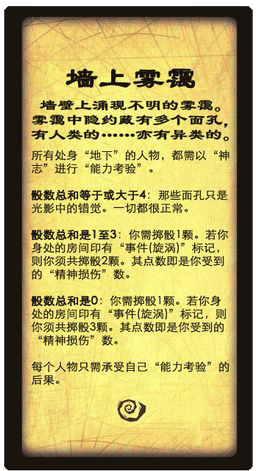 墙上雾霭
墙壁上涌现不明的雾霭。
雾霭中隐约藏有多个面孔,
有人类的……亦有异类的。
所有处身“地下”的人物，都需以“神
志”进行“能力考验”。
骰数总和等于或大于4：那些面孔只是
光影中的错觉。一切都很正常。
骰数总和是1至3：你需掷骰1颗。若你
身处的房间印有“事件(旋涡)”标记，
则你须共掷骰2颗。其点数即是你受到
的“精神损伤”数。
骰数总和是0：你需掷骰1颗。若你身
处的房间印有“事件(旋涡)”标记，则
你须共掷骰3颗。其点数即是你受到的
“精神损伤”数。
每个人物只需承受自己“能力考验”的
后果。